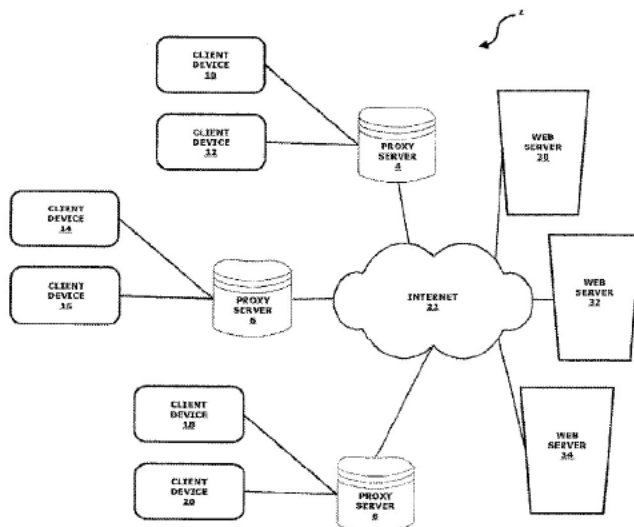 2
CLIENT
DEVICE
10
CLIENT
DEVICE
12
PROXY
SERVER
4
WEB
SERVER
30
CLIENT
DEVICE
14
CLIENT
DEVICE
16
PROXY
SERVER
6
INTERNET
22
WEB
SERVER
32
CLIENT
DEVICE
18
CLIENT
DEVICE
20
PROXY
SERVER
8
WEB
SERVER
34